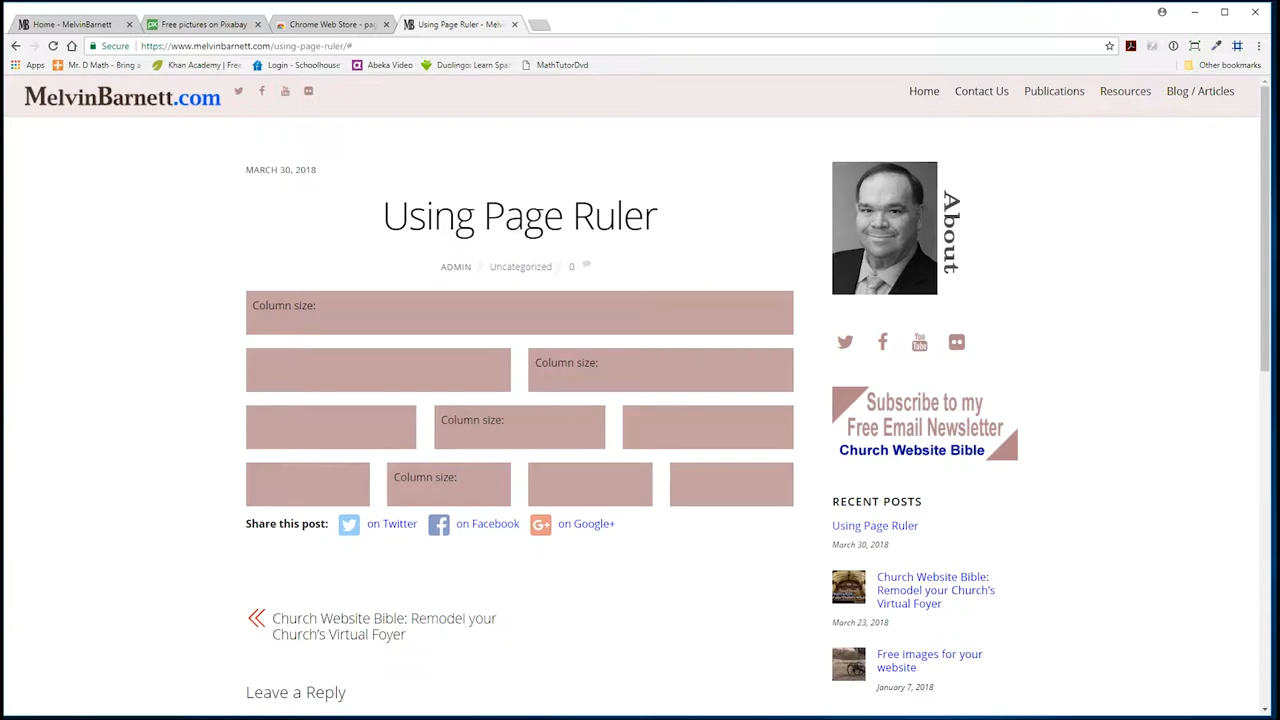 Home - MelvinBarnett
Free pictures on Pixabay
Chrome Web Store - pag
Using Page Ruler - Melv
Secure
https://www.melvinbarnett.com/using-page-ruler/#
Apps
Mr. D Math - Bring a
Khan Academy | Free
Login - Schoolhouse
Abeka Video
Duolingo: Learn Spa
MathTutorDvd
Other bookmarks
MelvinBarnett.com
Home
Contact Us
Publications
Resources
Blog / Articles
MARCH 30, 2018
Using Page Ruler
ADMIN
Uncategorized
0
Column size:
Column size:
Column size:
Column size:
Share this post:
on Twitter
on Facebook
on Google+
Church Website Bible: Remodel your
Church's Virtual Foyer
Leave a Reply
About
You
Tube
Subscribe to my
Free Email Newsletter
Church Website Bible
RECENT POSTS
Using Page Ruler
March 30, 2018
Church Website Bible:
Remodel your Church's
Virtual Foyer
March 23, 2018
Free images for your
website
January 7, 2018